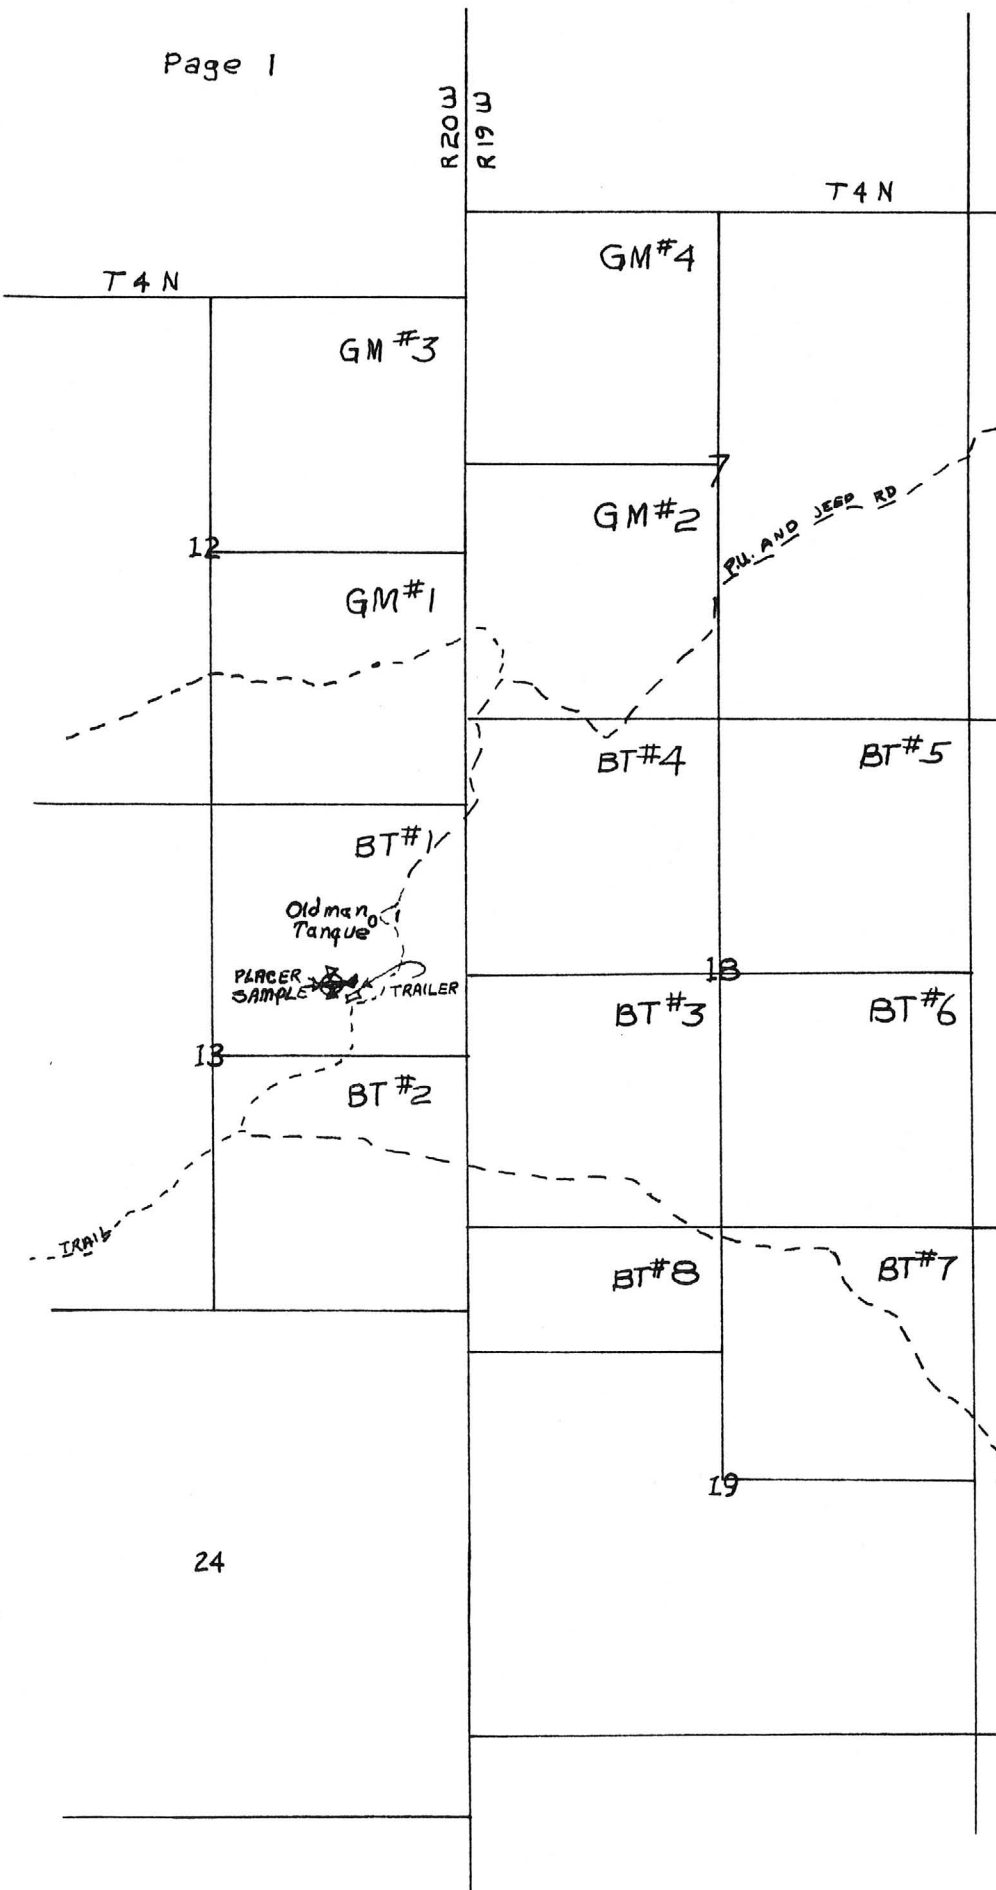 Page 1
R20W
R19W
T4N
GM#4
T4N
GM#3
7
GM#2
P.U. AND JEEP RD
12
GM#1
BT#4
BT#5
BT#1
Oldman
Tanque
PLACER
SAMPLE
TRAILER
18
BT#3
BT#6
13
BT#2
TRAIL
BT#8
BT#7
19
24